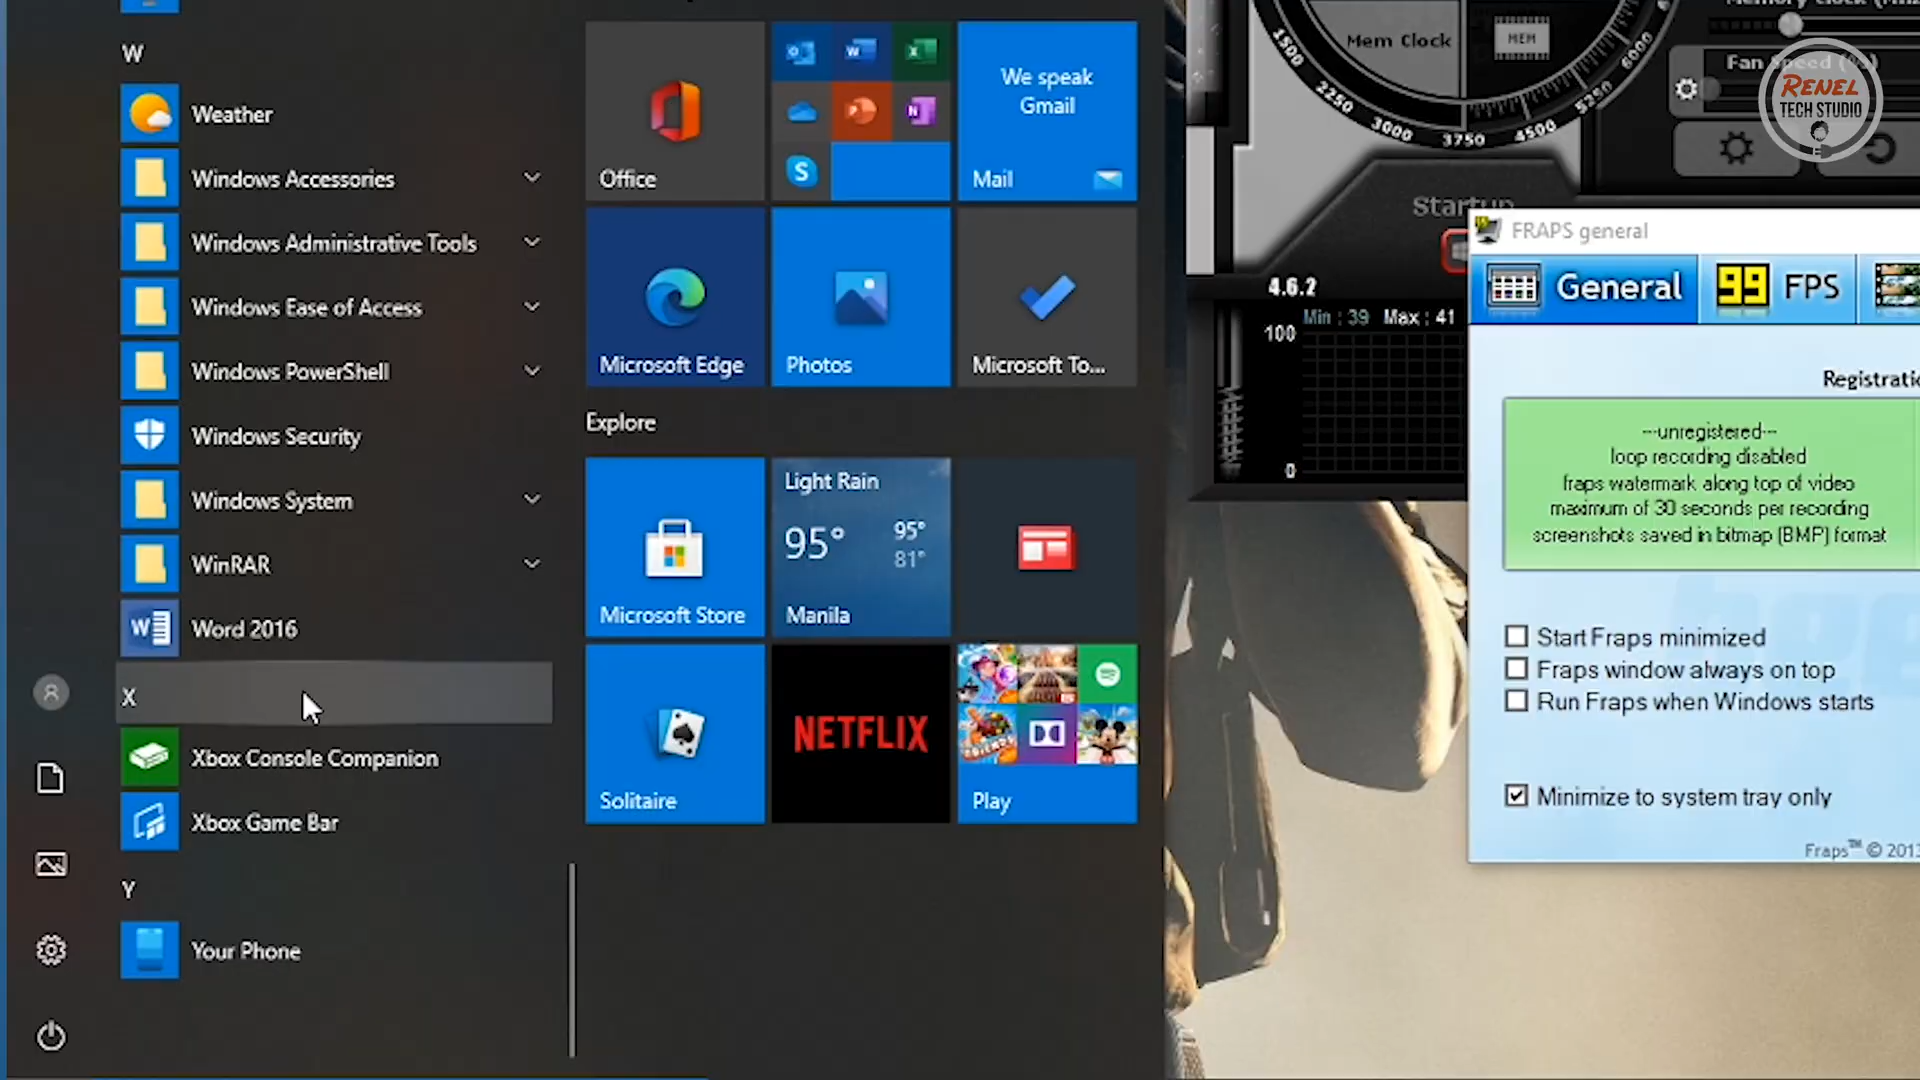 W
Weather
Windows Accessories
Windows Administrative Tools
Windows Ease of Access
Windows PowerShell
Windows Security
Windows System
WinRAR
Word 2016
X
Xbox Console Companion
Xbox Game Bar
Y
Your Phone
Office
We speak
Gmail
Mail
Microsoft Edge
Photos
Microsoft To...
Explore
Microsoft Store
Light Rain
95°
95°
81°
Manila
Solitaire
NETFLIX
Play
Mem Clock
MEM
1500
2250
3000
3750
4500
5250
6000
Fan Speed (%)
RENEL
TECH STUDIO
Startup
4.6.2
Min : 39 Max : 41
100
0
FRAPS general
General
99 FPS
---unregistered---
loop recording disabled
fraps watermark along top of video
maximum of 30 seconds per recording
screenshots saved in bitmap (BMP) format
Start Fraps minimized
Fraps window always on top
Run Fraps when Windows starts
Minimize to system tray only
Fraps™ © 2013